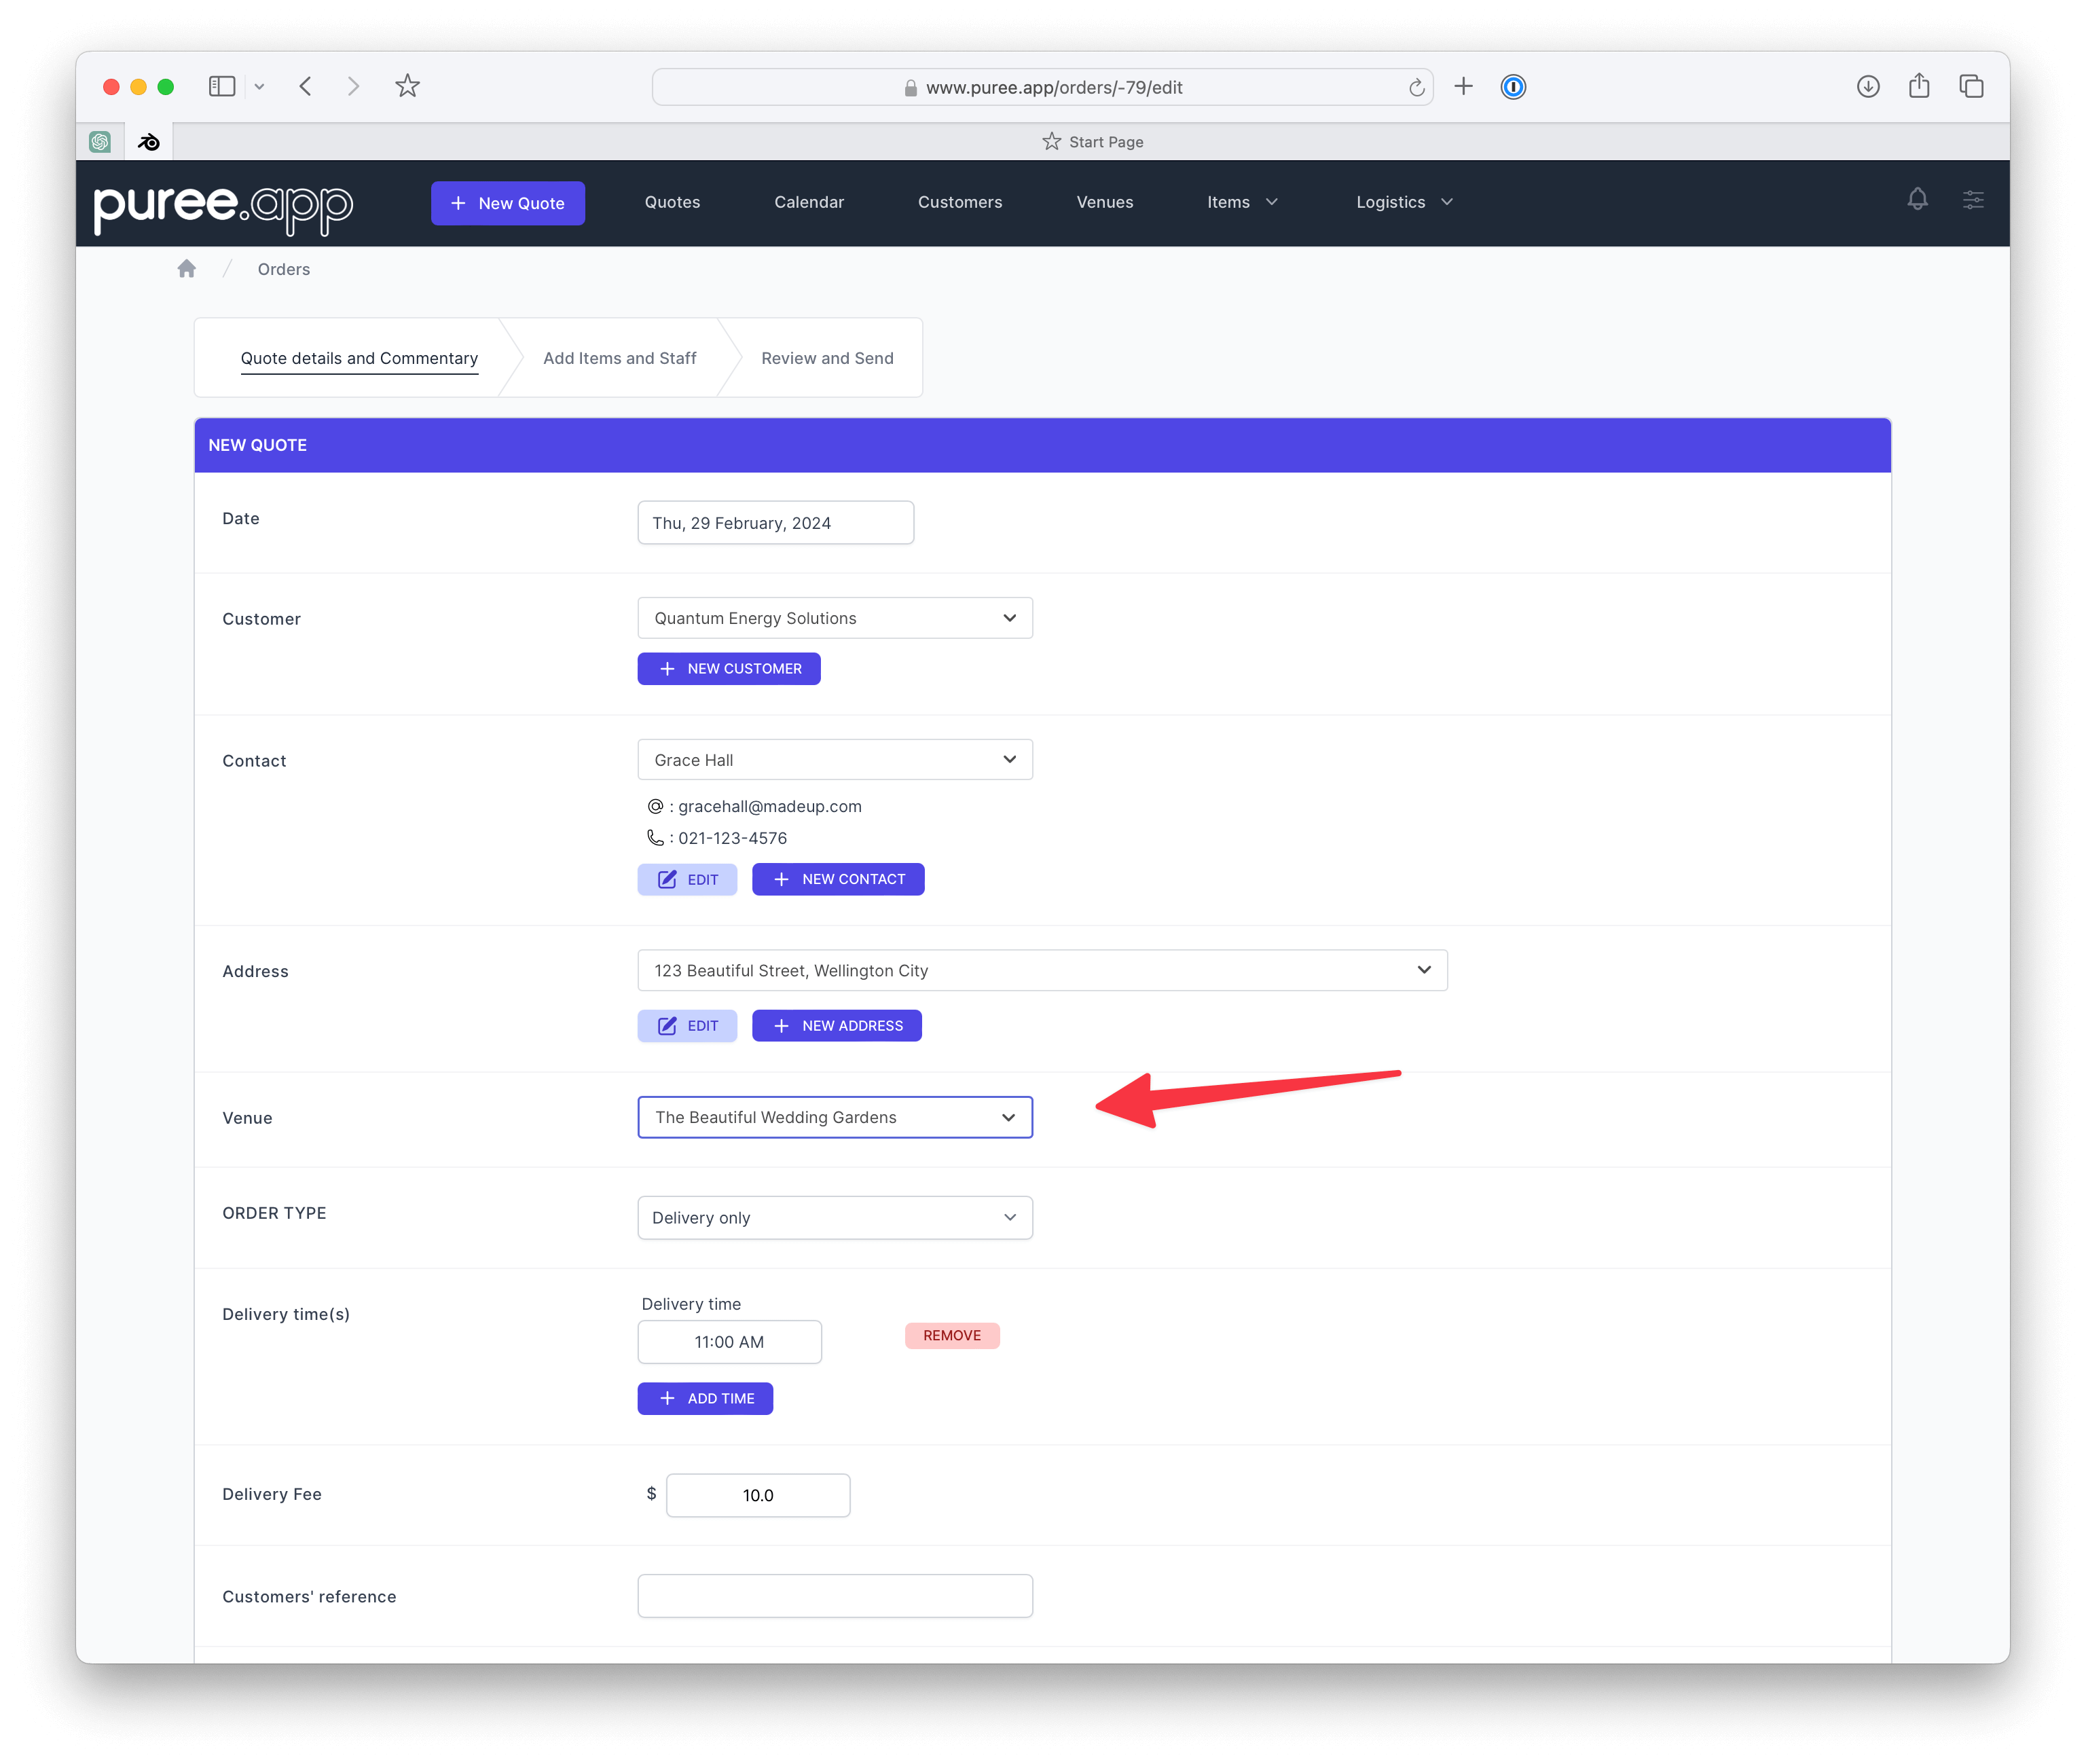 www.puree.app/orders/-79/edit
Start Page
puree.app
New Quote
Quotes
Calendar
Customers
Venues
Items
Logistics
/ Orders
Quote details and Commentary
Add Items and Staff
Review and Send
NEW QUOTE
Date
Thu, 29 February, 2024
Customer
Quantum Energy Solutions
NEW CUSTOMER
Contact
Grace Hall
@ : gracehall@madeup.com
: 021-123-4576
EDIT
NEW CONTACT
Address
123 Beautiful Street, Wellington City
EDIT
NEW ADDRESS
Venue
The Beautiful Wedding Gardens
ORDER TYPE
Delivery only
Delivery time(s)
Delivery time
11:00 AM
REMOVE
ADD TIME
Delivery Fee
$ 10.0
Customers' reference